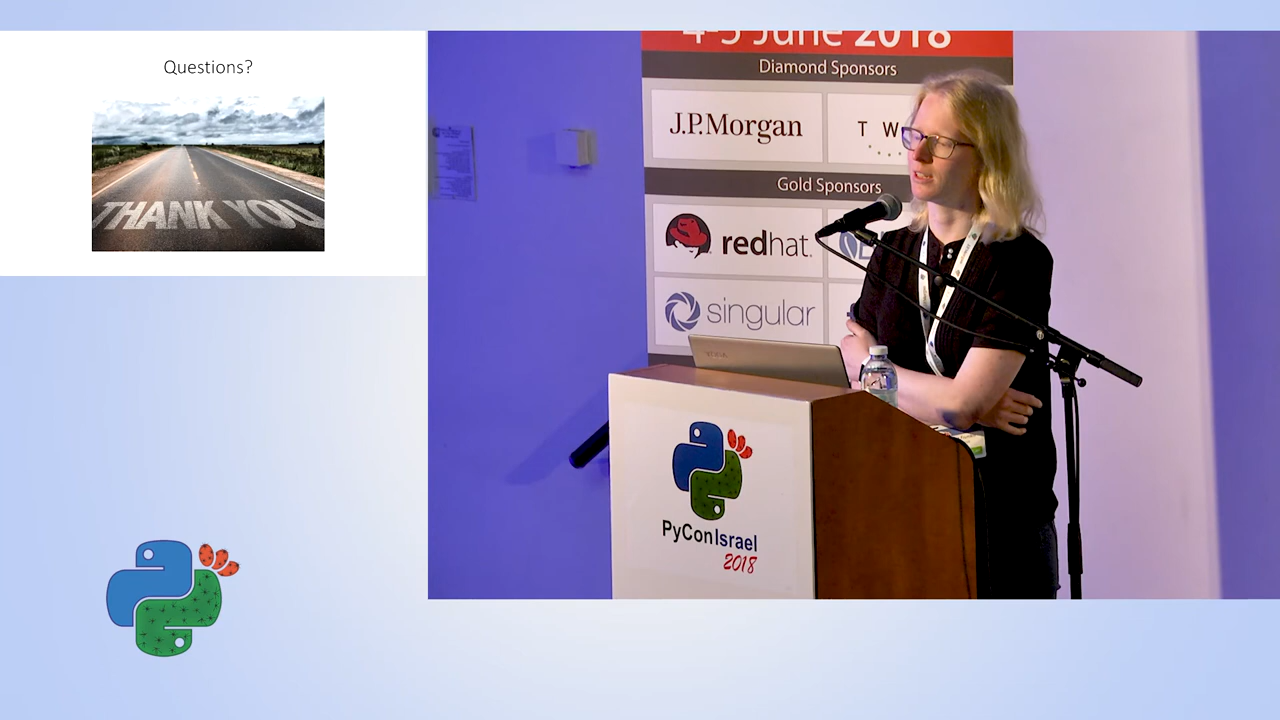 Questions?
THANK YOU
4-5 June 2018
Diamond Sponsors
J.P.Morgan
T W
Gold Sponsors
redhat.
singular
PyConIsrael
2018